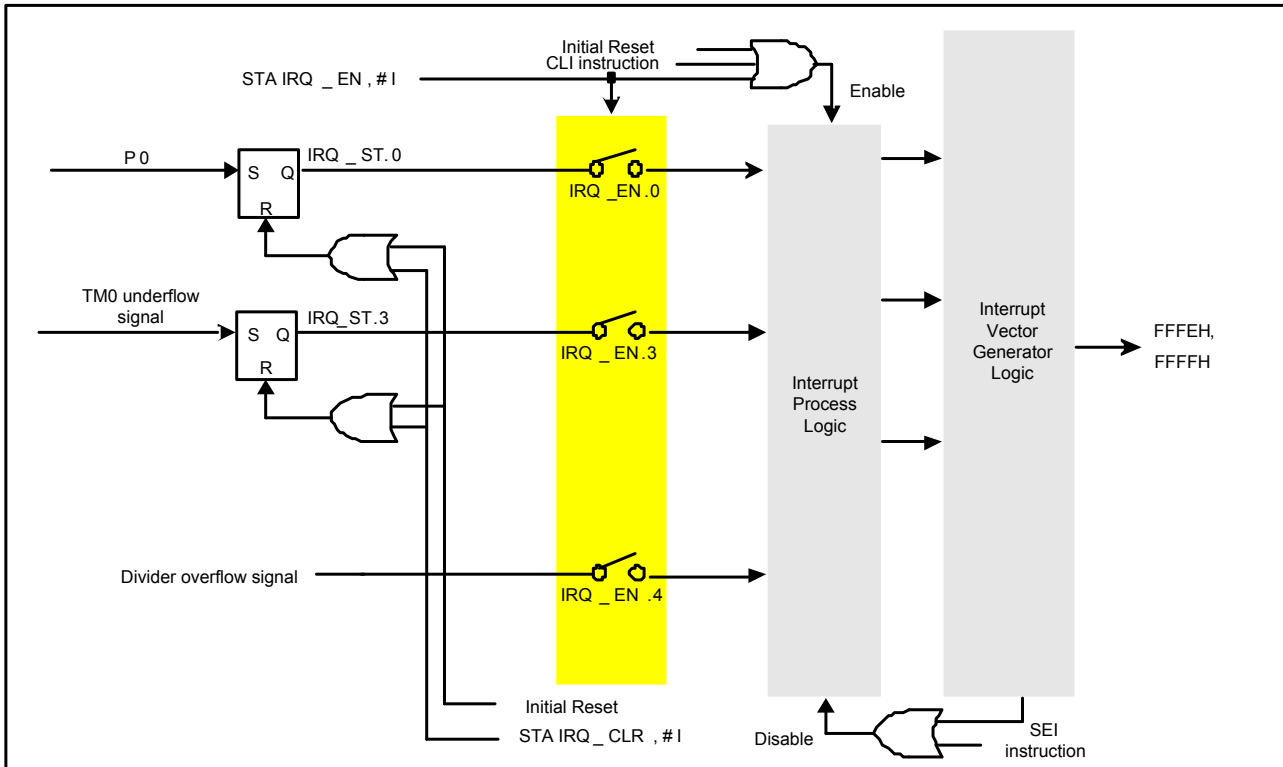 Initial Reset
CLI instruction
STA IRQ _ EN , # I
Enable
P 0
S Q
R
IRQ _ ST. 0
IRQ _EN .0
TM0 underflow
signal
S Q
R
IRQ_ST.3
IRQ _ EN .3
Interrupt
Process
Logic
Interrupt
Vector
Generator
Logic
FFFEH,
FFFFH
Divider overflow signal
IRQ _ EN .4
Initial Reset
STA IRQ _ CLR , # I
Disable
SEI
instruction